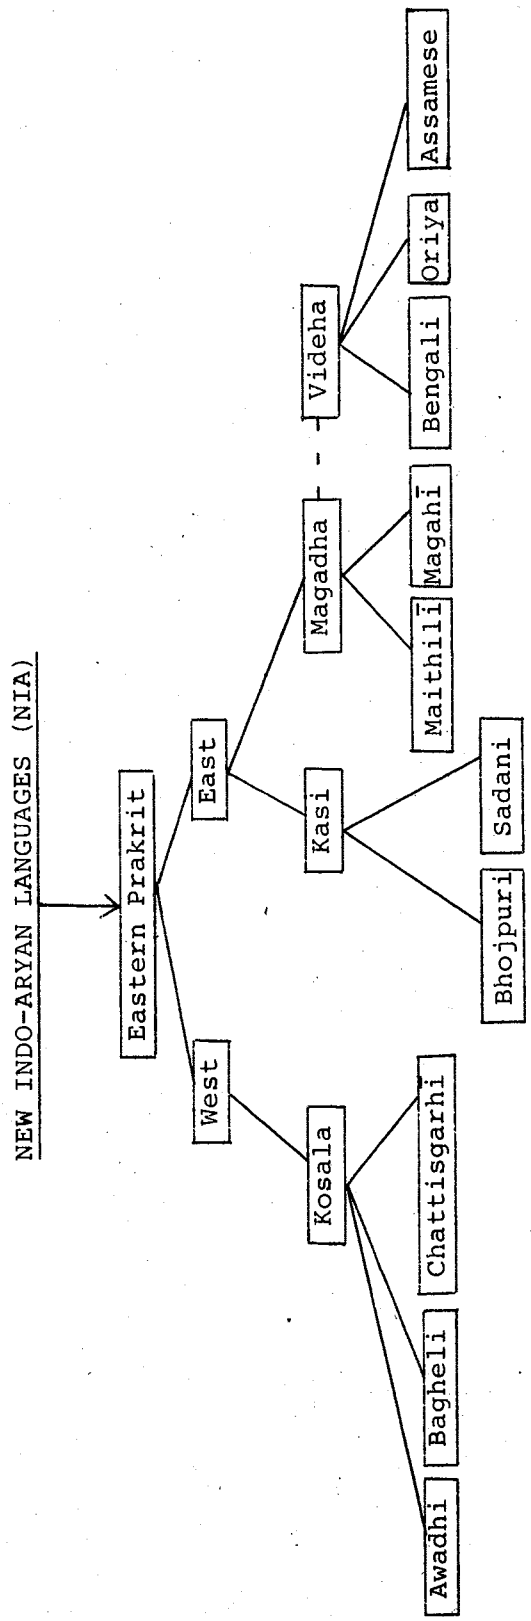 NEW INDO-ARYAN LANGUAGES (NIA)
Eastern Prakrit
West
East
Kosala
Kasi
Magadha
Videha
Awadhi
Bagheli
Chattisgarhi
Bhojpuri
Sadani
Maithilī
Magahī
Bengali
Oriya
Assamese